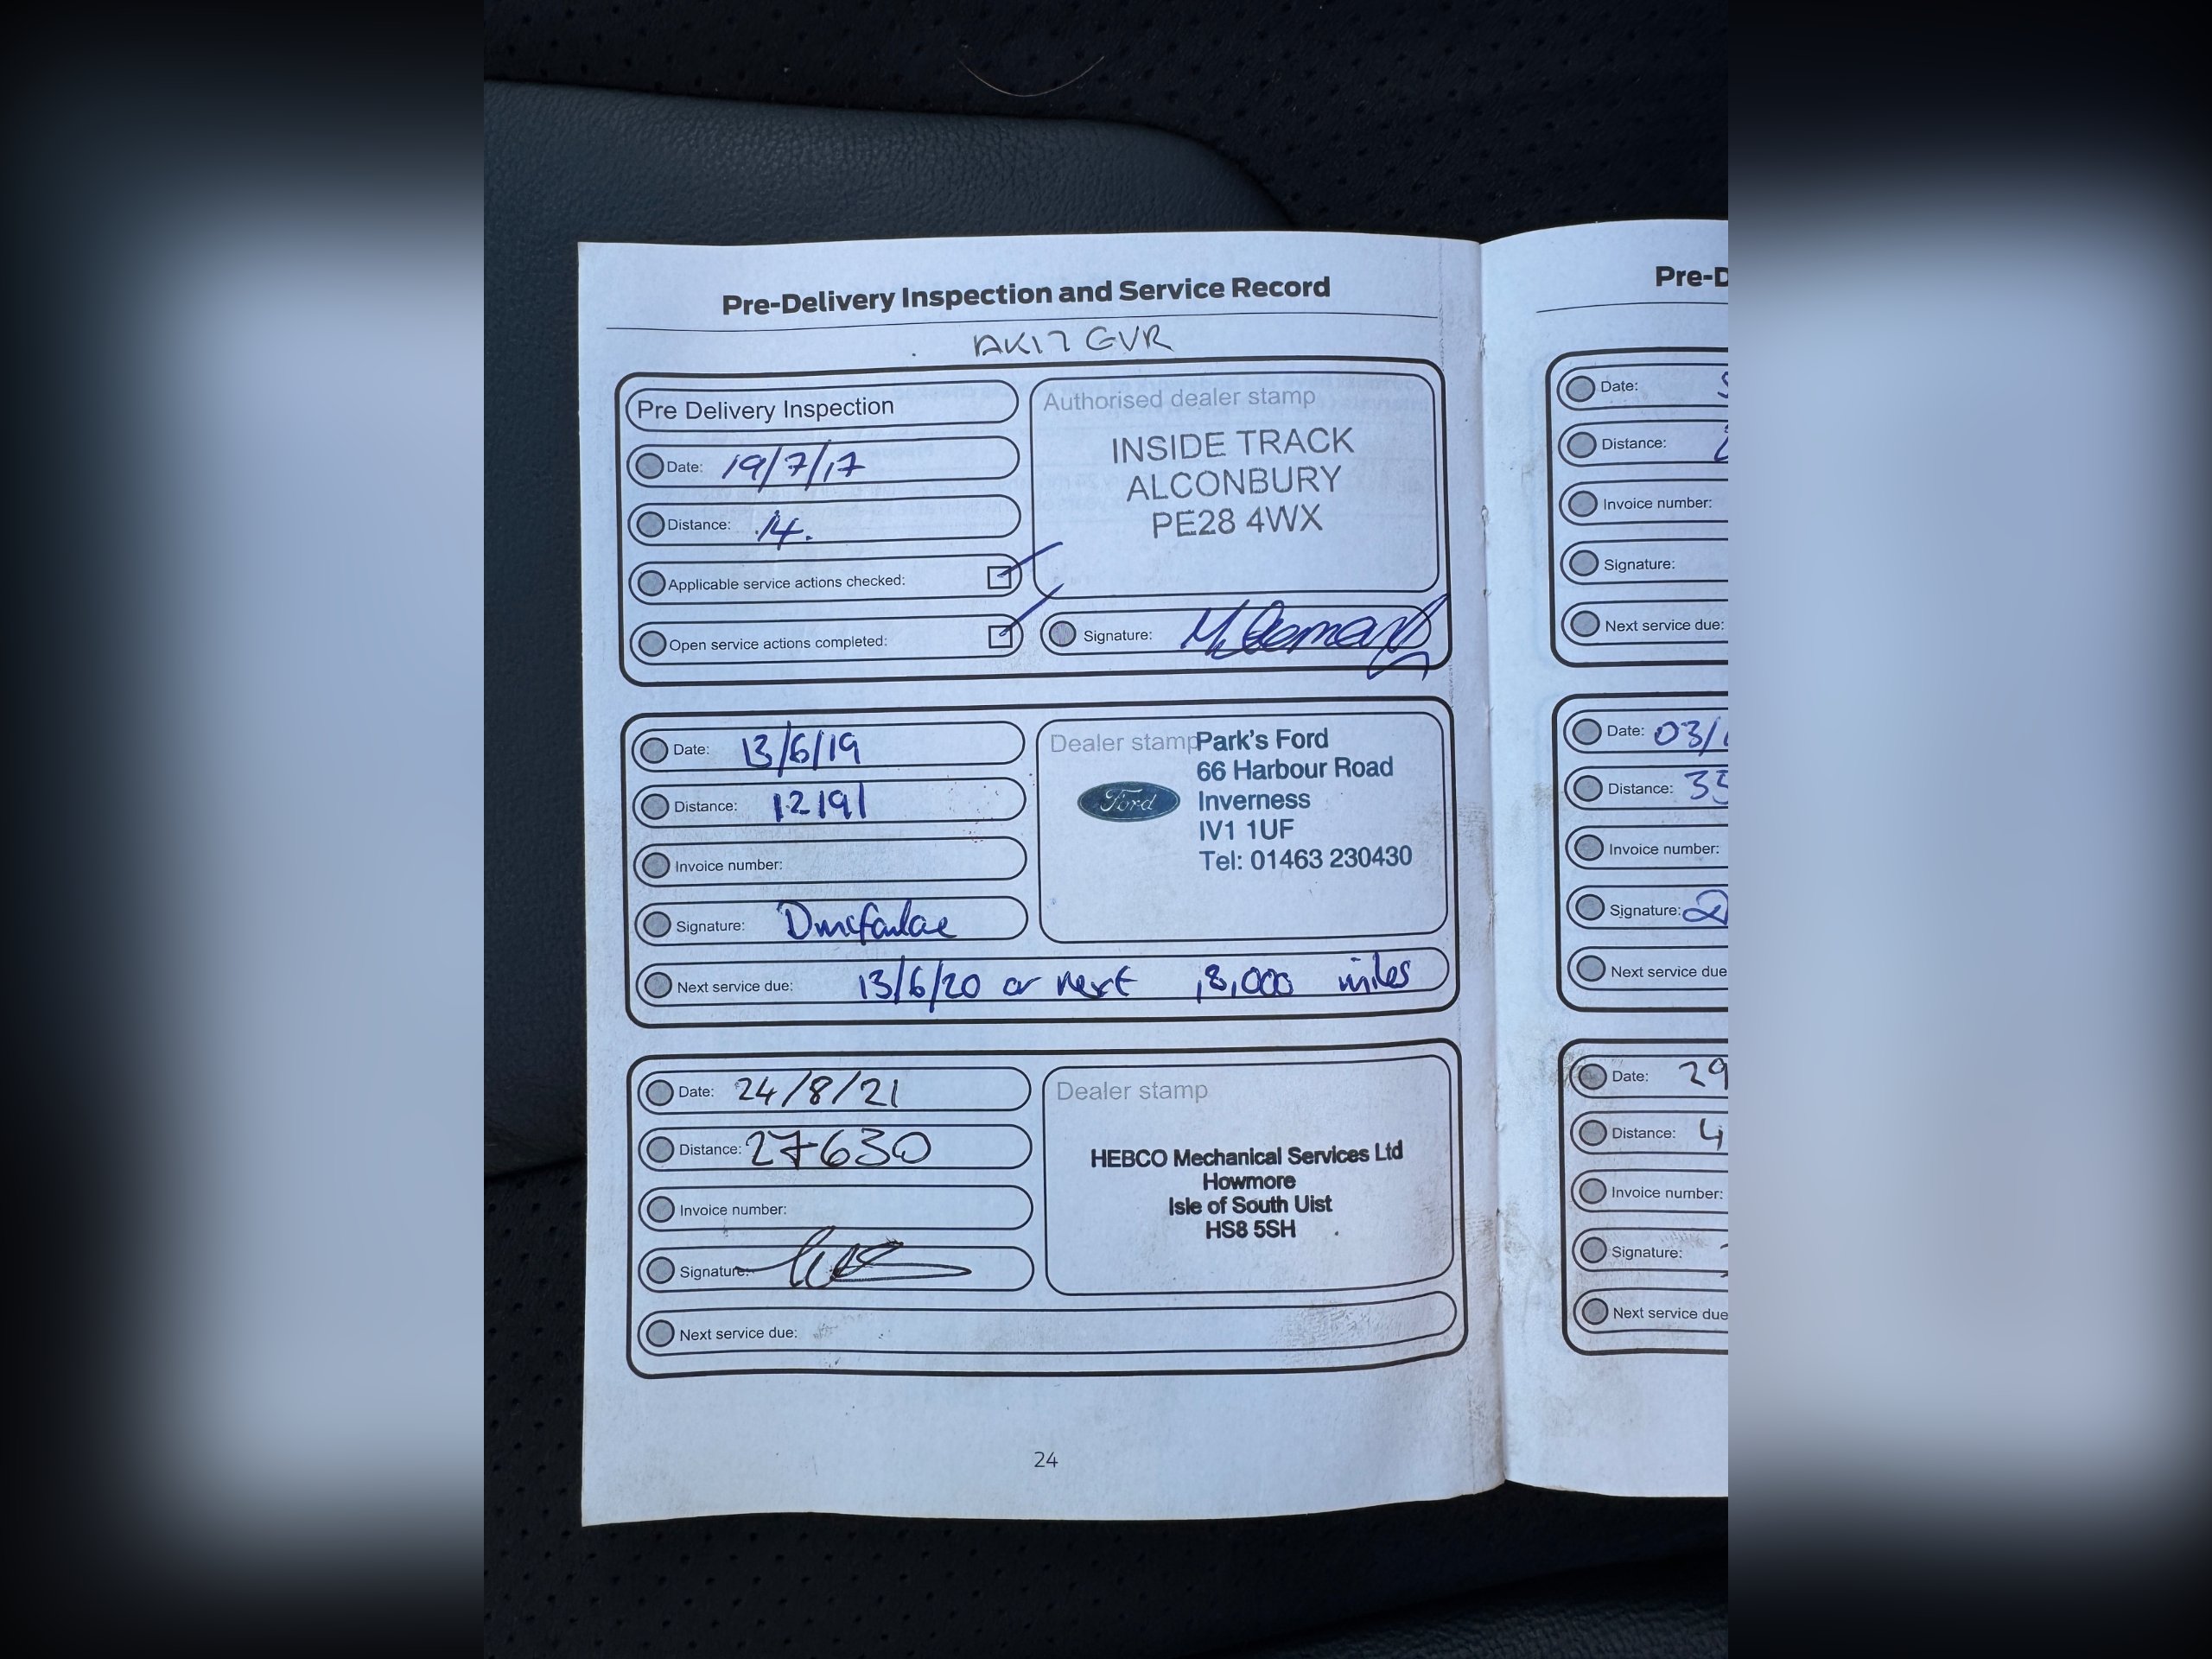 Pre-Delivery Inspection and Service Record
AK17 GVR
Pre Delivery Inspection
Date: 19/7/17
Distance: 14.
Applicable service actions checked:
Open service actions completed:
Authorised dealer stamp
INSIDE TRACK
ALCONBURY
PE28 4WX
Signature:
Date: 13/6/19
Distance: 12191
Invoice number:
Signature:
Next service due: 13/6/20 or next 18,000 miles
Dealer stamp
Ford
Park's Ford
66 Harbour Road
Inverness
IV1 1UF
Tel: 01463 230430
Date: 24/8/21
Distance: 27630
Invoice number:
Signature:
Next service due:
Dealer stamp
HEBCO Mechanical Services Ltd
Howmore
Isle of South Uist
HS8 5SH
24
Pre-D
Date:
Distance:
Invoice number:
Signature:
Next service due:
Date: 03/
Distance: 35
Invoice number:
Signature:
Next service due
Date: 29
Distance: 4
Invoice number:
Signature:
Next service due